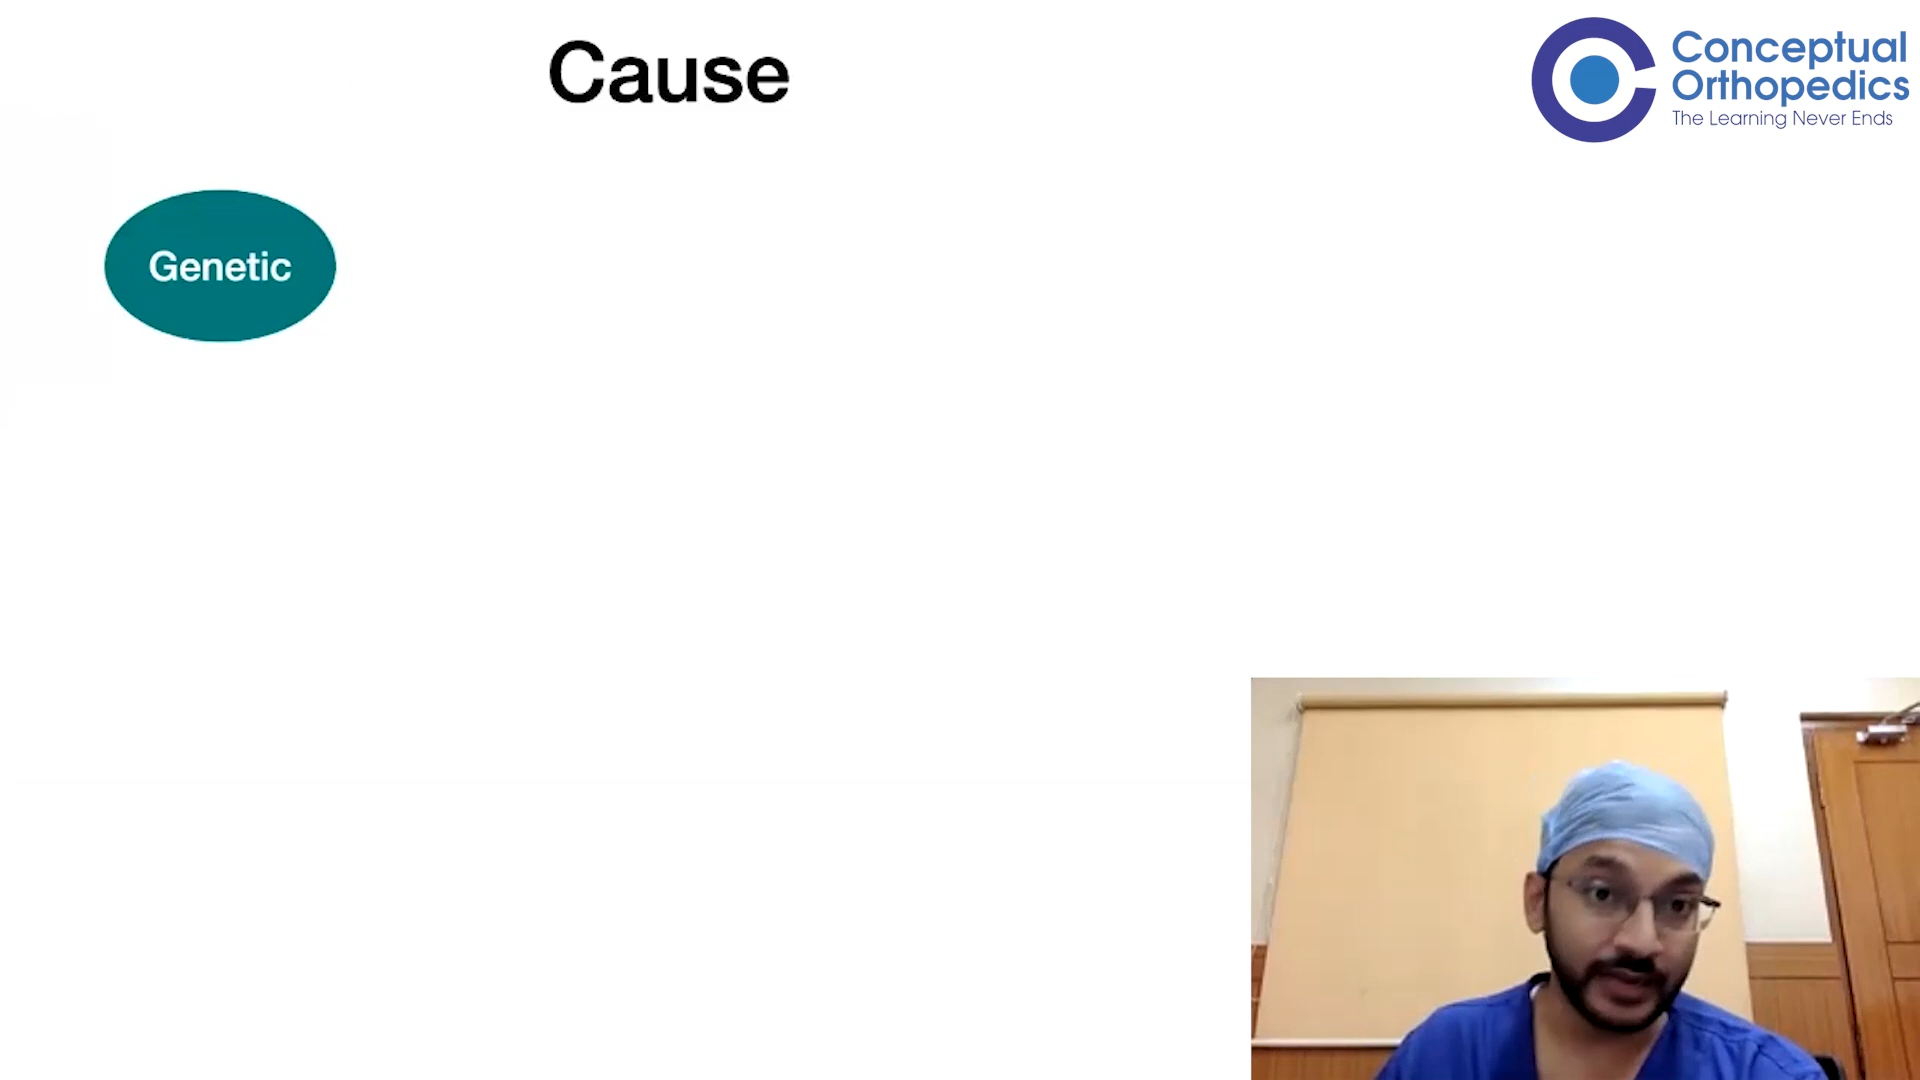 Cause
Conceptual
Orthopedics
The Learning Never Ends
Genetic